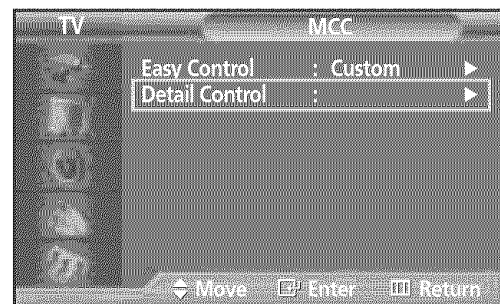 TV MCC
Easy Control : Custom ▶
Detail Control : ▶
Move Enter Return